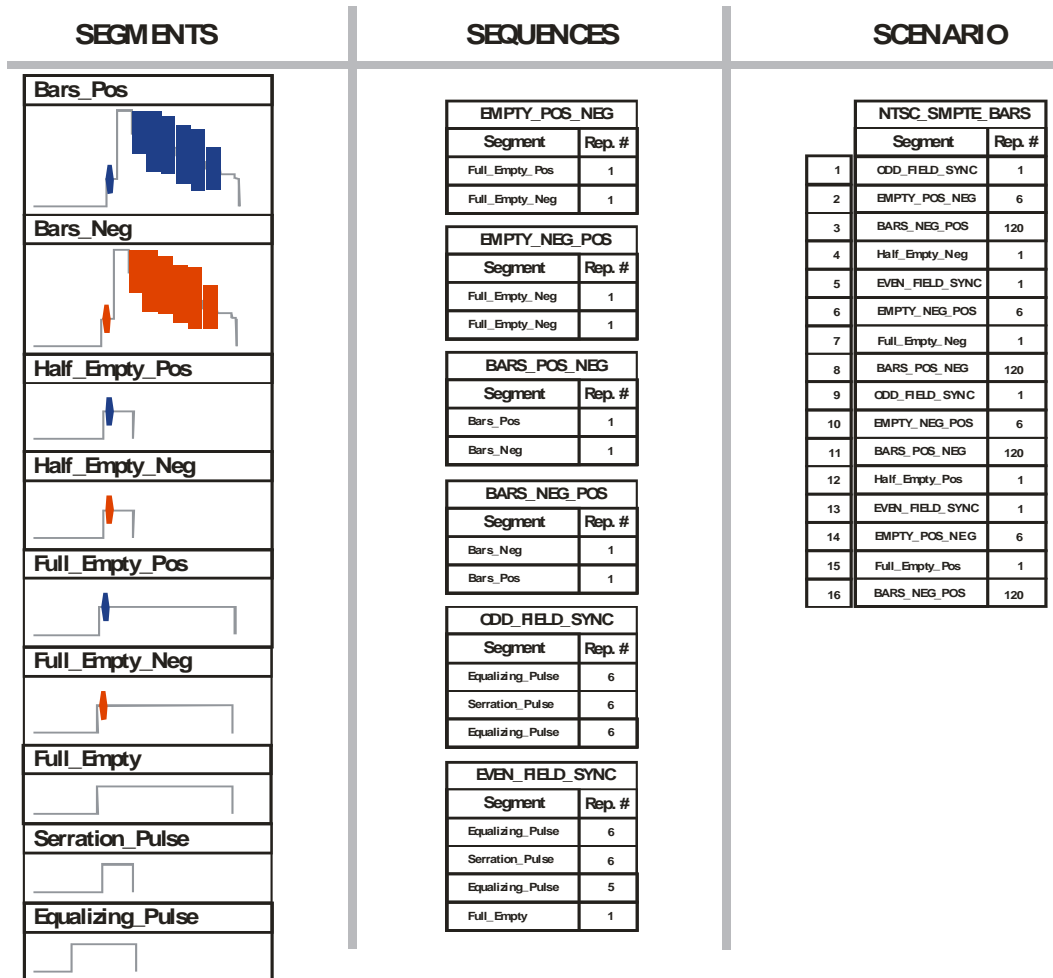 SEGMENTS
Bars_Pos
Bars_Neg
Half_Empty_Pos
Half_Empty_Neg
Full_Empty_Pos
Full_Empty_Neg
Full_Empty
Serration_Pulse
Equalizing_Pulse
SEQUENCES
EMPTY_POS_NEG
Segment Rep. #
Full_Empty_Pos 1
Full_Empty_Neg 1
EMPTY_NEG_POS
Segment Rep. #
Full_Empty_Neg 1
Full_Empty_Neg 1
BARS_POS_NEG
Segment Rep. #
Bars_Pos 1
Bars_Neg 1
BARS_NEG_POS
Segment Rep. #
Bars_Neg 1
Bars_Pos 1
ODD_FIELD_SYNC
Segment Rep. #
Equalizing_Pulse 6
Serration_Pulse 6
Equalizing_Pulse 6
EVEN_FIELD_SYNC
Segment Rep. #
Equalizing_Pulse 6
Serration_Pulse 6
Equalizing_Pulse 5
Full_Empty 1
SCENARIO
NTSC_SMPTE_BARS
Segment Rep. #
1 ODD_FIELD_SYNC 1
2 EMPTY_POS_NEG 6
3 BARS_NEG_POS 120
4 Half_Empty_Neg 1
5 EVEN_FIELD_SYNC 1
6 EMPTY_NEG_POS 6
7 Full_Empty_Neg 1
8 BARS_POS_NEG 120
9 ODD_FIELD_SYNC 1
10 EMPTY_NEG_POS 6
11 BARS_POS_NEG 120
12 Half_Empty_Pos 1
13 EVEN_FIELD_SYNC 1
14 EMPTY_POS_NEG 6
15 Full_Empty_Pos 1
16 BARS_NEG_POS 120